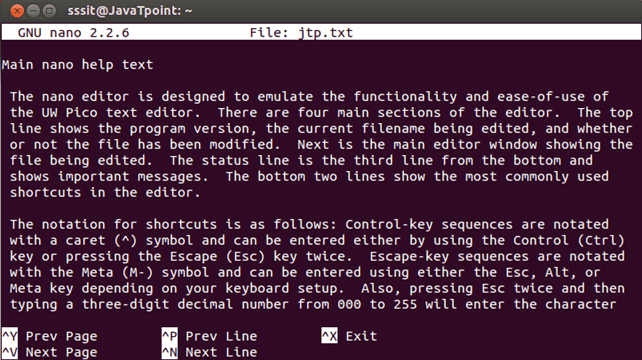 sssit@JavaTpoint: ~
GNU nano 2.2.6 File: jtp.txt
Main nano help text
The nano editor is designed to emulate the functionality and ease-of-use of
the UW Pico text editor.  There are four main sections of the editor.  The top
line shows the program version, the current filename being edited, and whether
or not the file has been modified.  Next is the main editor window showing the
file being edited.  The status line is the third line from the bottom and
shows important messages.  The bottom two lines show the most commonly used
shortcuts in the editor.
The notation for shortcuts is as follows: Control-key sequences are notated
with a caret (^) symbol and can be entered either by using the Control (Ctrl)
key or pressing the Escape (Esc) key twice.  Escape-key sequences are notated
with the Meta (M-) symbol and can be entered using either the Esc, Alt, or
Meta key depending on your keyboard setup.  Also, pressing Esc twice and then
typing a three-digit decimal number from 000 to 255 will enter the character
^Y Prev Page ^P Prev Line ^X Exit
^V Next Page ^N Next Line